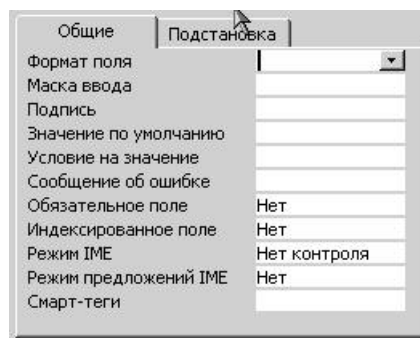 Общие Подстановка
Формат поля
Маска ввода
Подпись
Значение по умолчанию
Условие на значение
Сообщение об ошибке
Обязательное поле Нет
Индексированное поле Нет
Режим IME Нет контроля
Режим предложений IME Нет
Смарт-теги